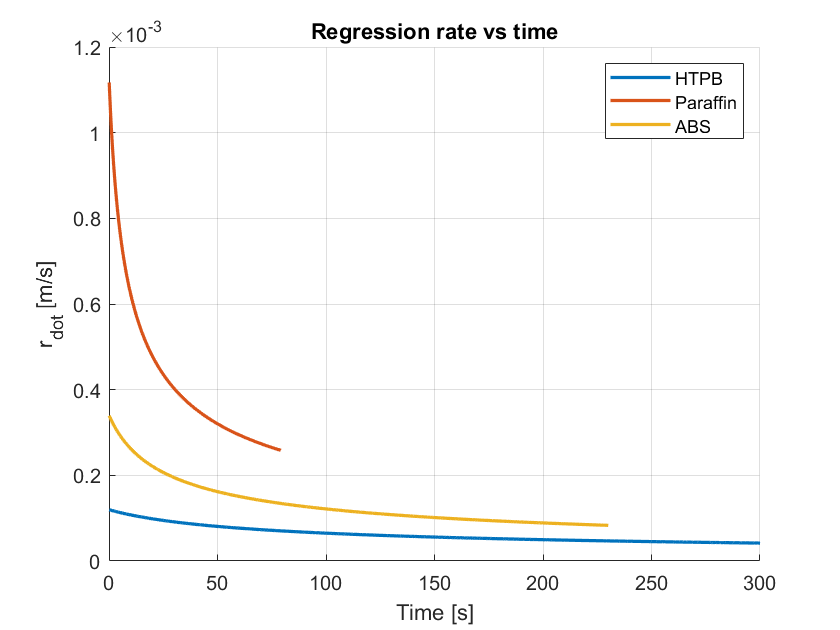 Regression rate vs time
×10⁻³
1.2
1
0.8
0.6
0.4
0.2
0
r_dot [m/s]
HTPB
Paraffin
ABS
0 50 100 150 200 250 300
Time [s]